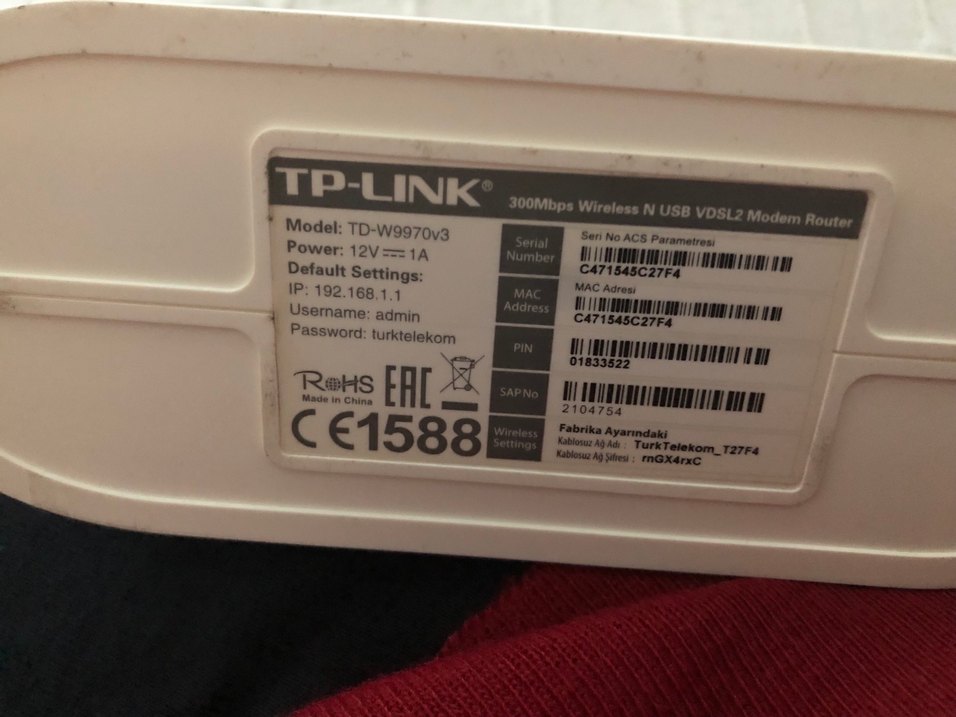 TP-LINK®
300Mbps Wireless N USB VDSL2 Modem Router
Model: TD-W9970v3
Power: 12V⎓1A
Default Settings:
IP: 192.168.1.1
Username: admin
Password: turktelekom
RoHS
Made in China
EAC
CE1588
Serial Number
Seri No ACS Parametresi
C471545C27F4
MAC Address
MAC Adresi
C471545C27F4
PIN
01833522
SAP No
2104754
Wireless Settings
Fabrika Ayarındaki
Kablosuz Ağ Adı : TurkTelekom_T27F4
Kablosuz Ağ Şifresi : rnGX4rxC